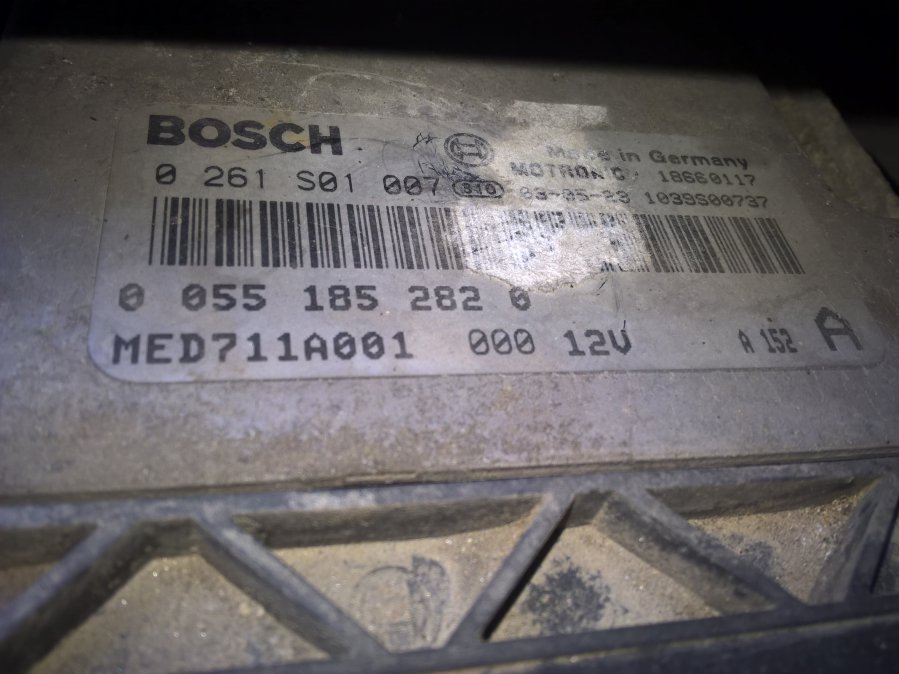 BOSCH
Made in Germany
0 261 S01 007 S10 MOTRONIC 18660117
03-05-23 1039S00737
0 055 185 282 0
MED711A001 000 12V A 152 A